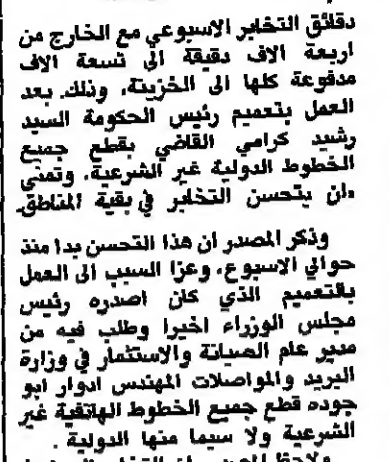 دقائق التخابر الاسبوعي مع الخارج من
اربعة الاف دقيقة الى تسعة الاف
مدفوعة كلها الى الخزينة، وذلك بعد
العمل بتعميم رئيس الحكومة السيد
رشيد كرامي القاضي بقطع جميع
الخطوط الدولية غير الشرعية، وتمنى
«ان يتحسن التخابر في بقية المناطق.
وذكر المصدر ان هذا التحسن بدا منذ
حوالي الاسبوع، وعزا السبب الى العمل
بالتعميم الذي كان اصدره رئيس
مجلس الوزراء اخيرا وطلب فيه من
مدير عام الصيانة والاستثمار في وزارة
البريد والمواصلات المهندس ادوار ابو
جوده قطع جميع الخطوط الهاتفية غير
الشرعية ولا سيما منها الدولية .